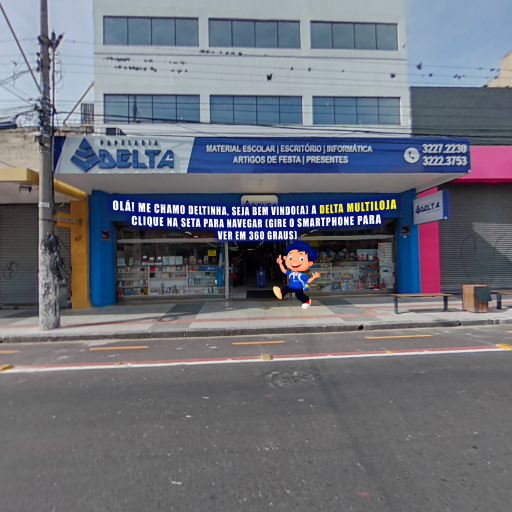 PAPELARIA
DELTA
MATERIAL ESCOLAR | ESCRITÓRIO | INFORMÁTICA
ARTIGOS DE FESTA | PRESENTES
3227.2230
3222.3753
OLÁ! ME CHAMO DELTINHA, SEJA BEM VINDO(A) A DELTA MULTILOJA
CLIQUE NA SETA PARA NAVEGAR (GIRE O SMARTPHONE PARA
VER EM 360 GRAUS)
DELTA